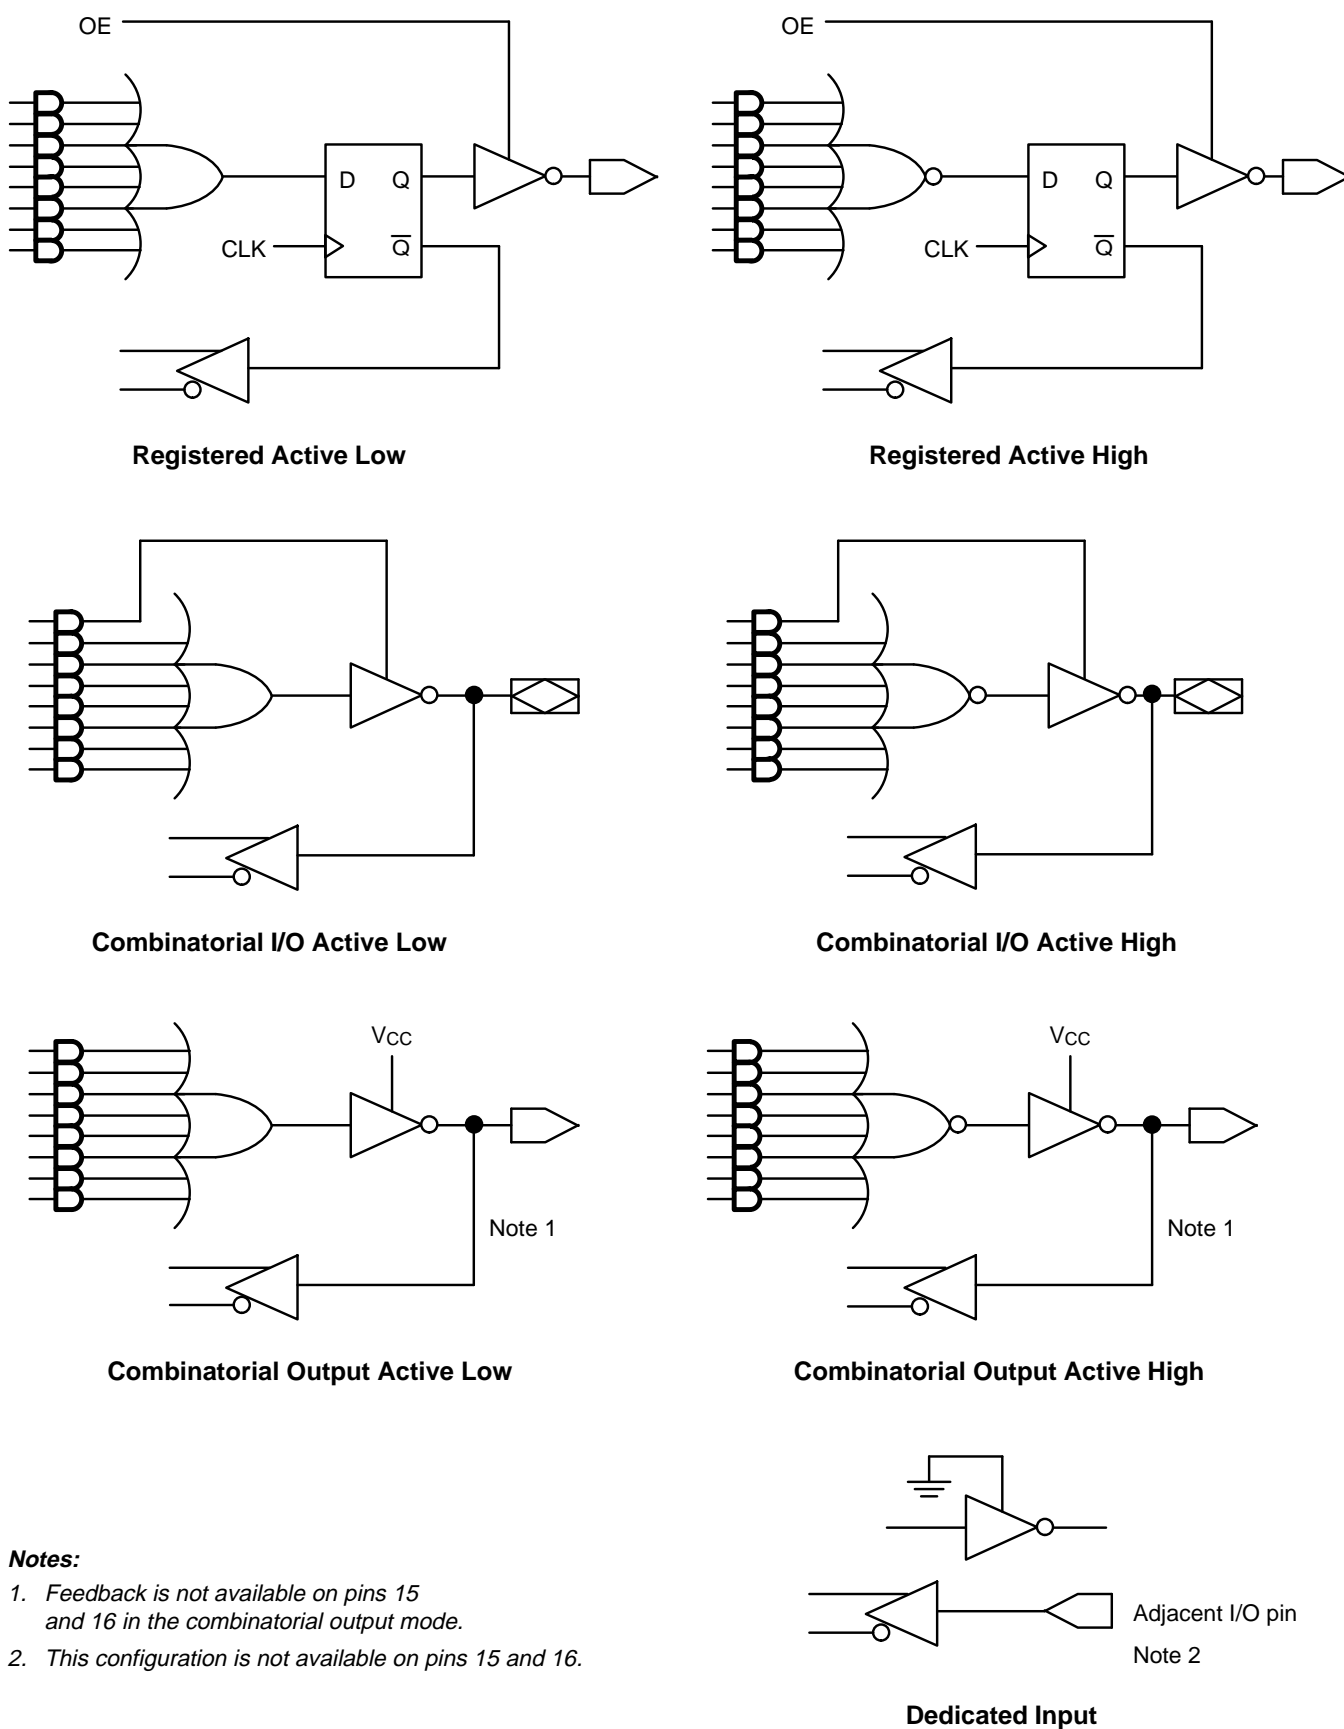 OE
OE
D Q
CLK Q
D Q
CLK Q
Registered Active Low
Registered Active High
Combinatorial I/O Active Low
Combinatorial I/O Active High
VCC
VCC
Note 1
Note 1
Combinatorial Output Active Low
Combinatorial Output Active High
Notes:
1. Feedback is not available on pins 15
and 16 in the combinatorial output mode.
2. This configuration is not available on pins 15 and 16.
Adjacent I/O pin
Note 2
Dedicated Input